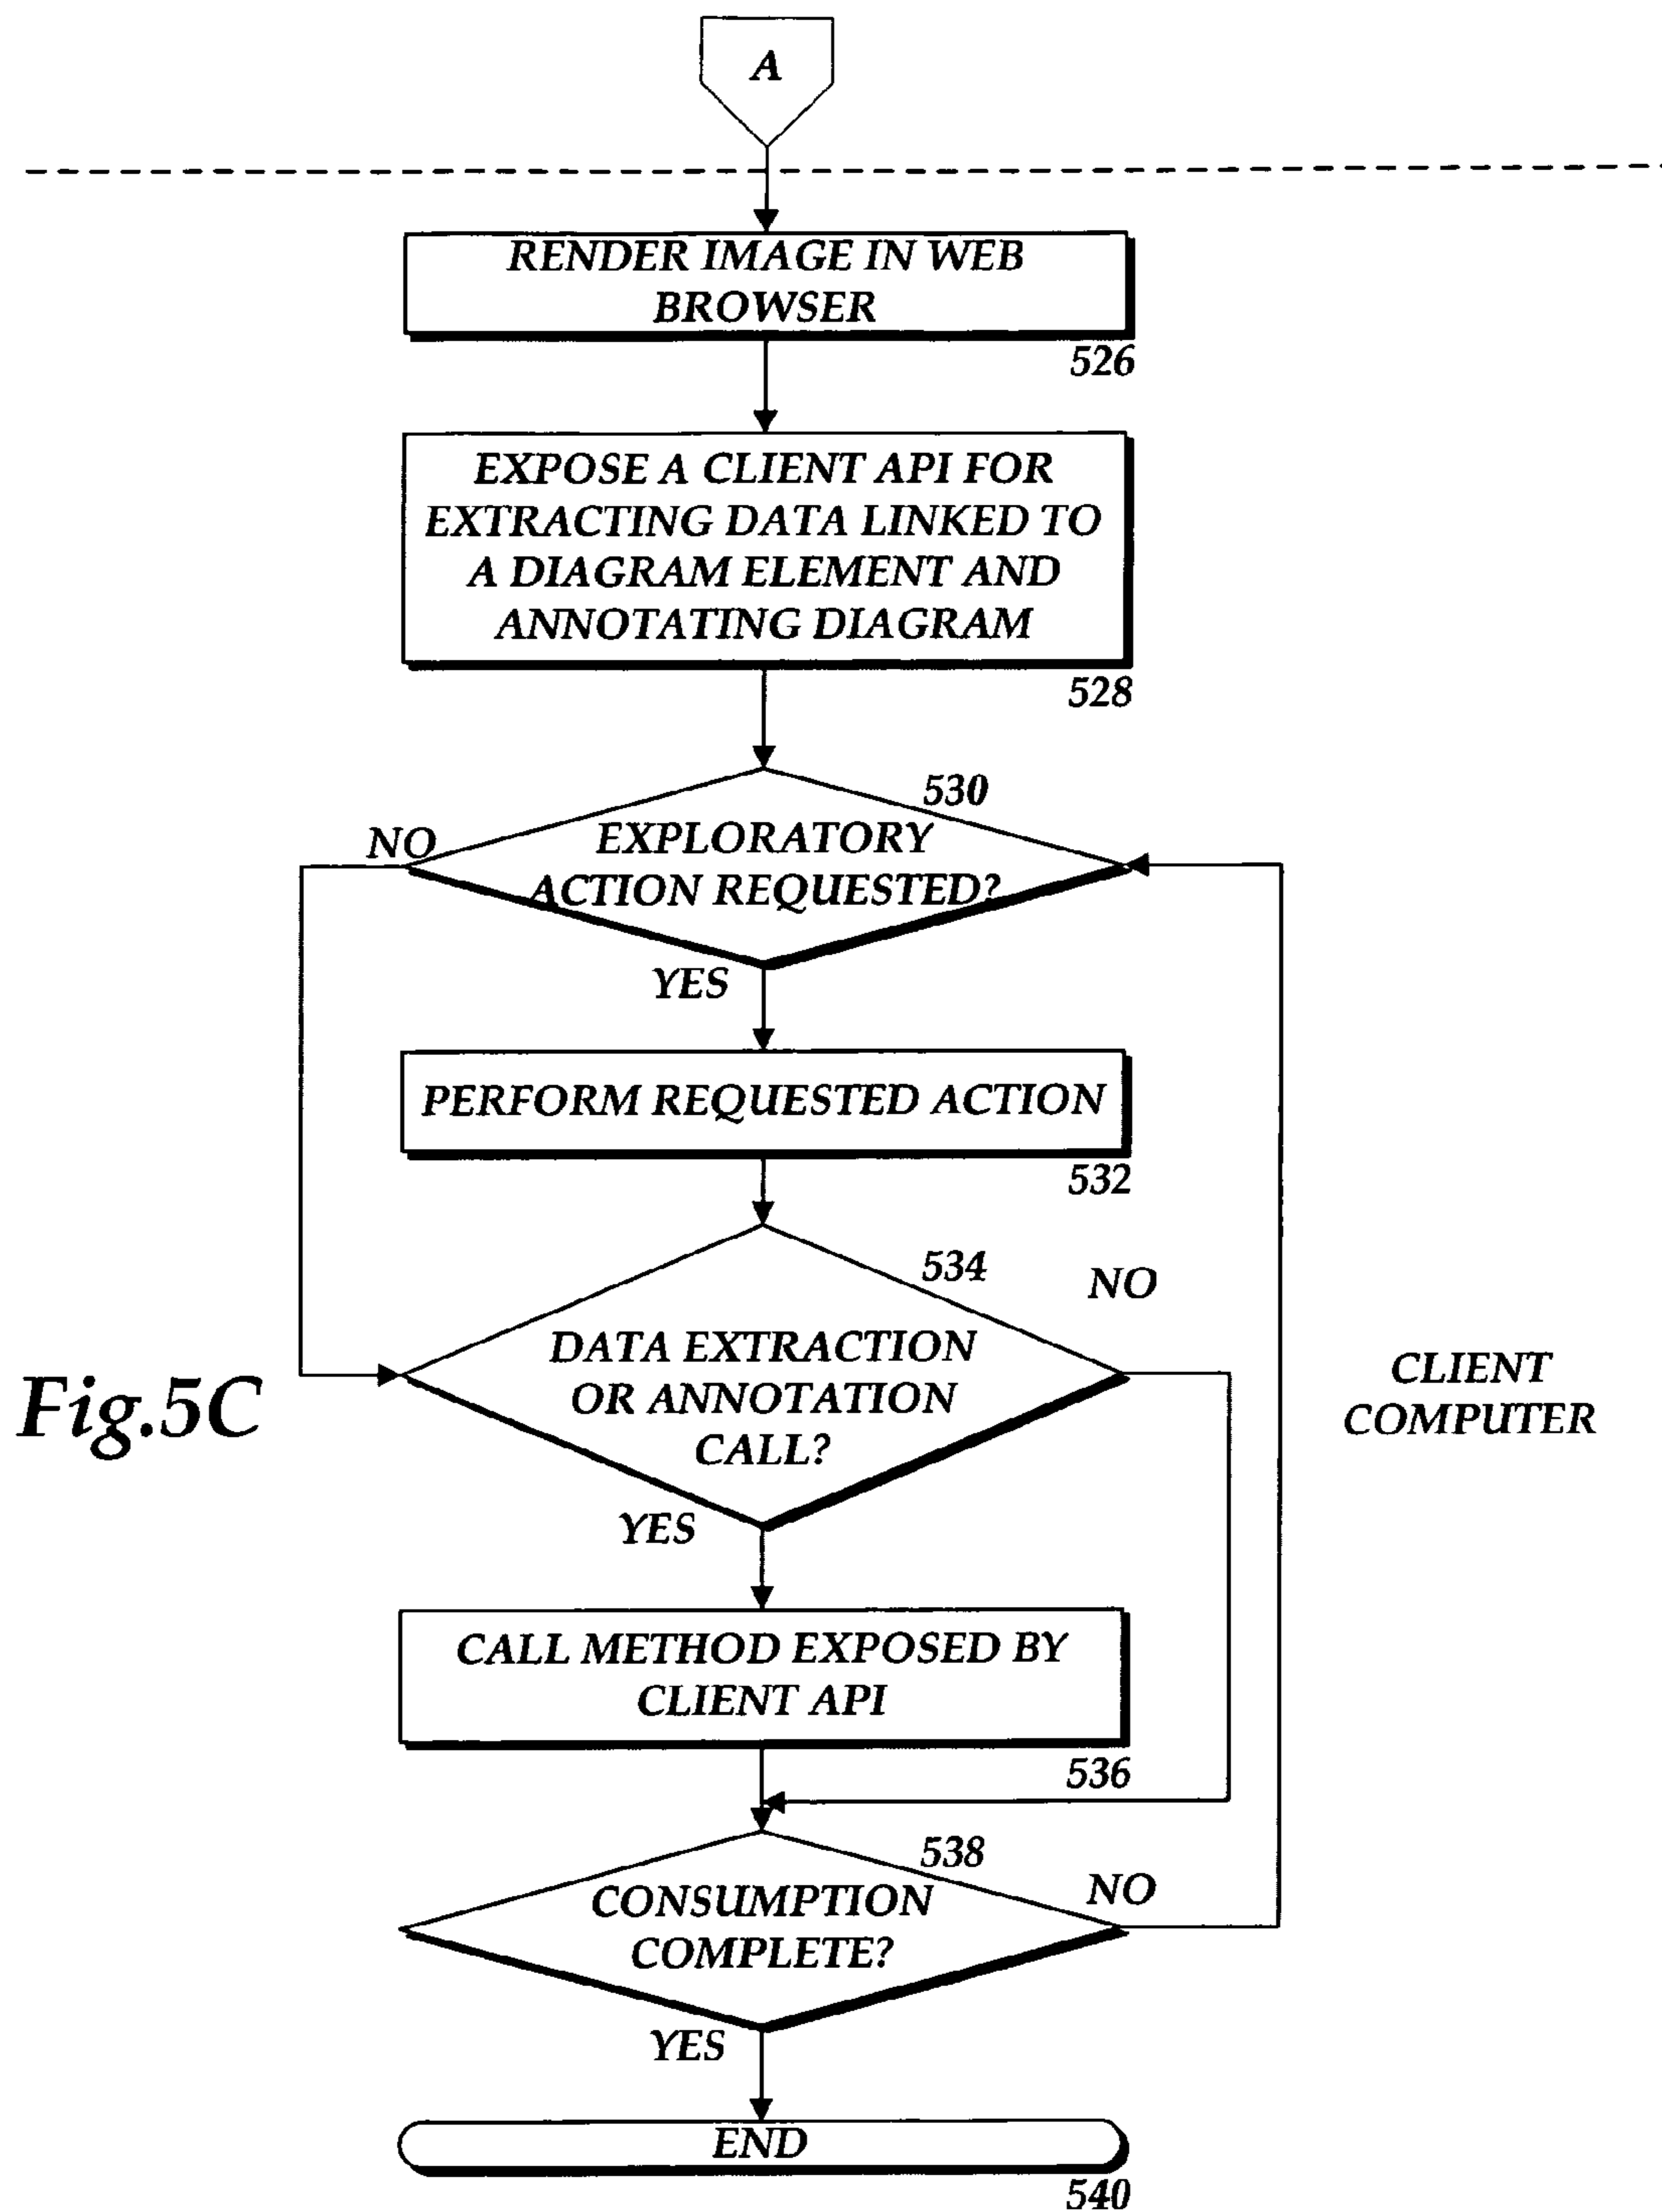 A
RENDER IMAGE IN WEB
BROWSER
526
EXPOSE A CLIENT API FOR
EXTRACTING DATA LINKED TO
A DIAGRAM ELEMENT AND
ANNOTATING DIAGRAM
528
530
NO
EXPLORATORY
ACTION REQUESTED?
YES
PERFORM REQUESTED ACTION
532
534
NO
DATA EXTRACTION
OR ANNOTATION
CALL?
CLIENT
COMPUTER
Fig.5C
YES
CALL METHOD EXPOSED BY
CLIENT API
536
538
NO
CONSUMPTION
COMPLETE?
YES
END
540